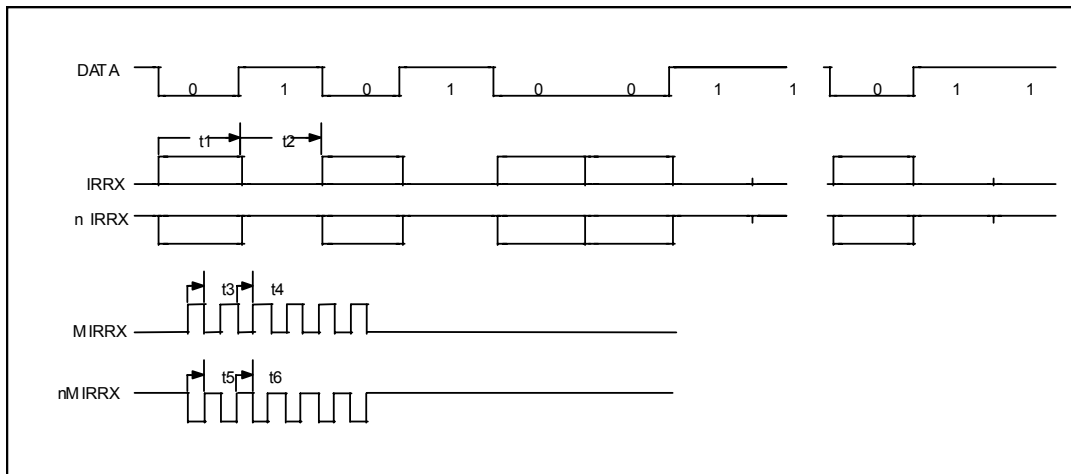 DATA
0 1 0 1 0 0 1 1 0 1 1
t1 t2
IRRX
n IRRX
t3 t4
MIRRX
t5 t6
nMIRRX